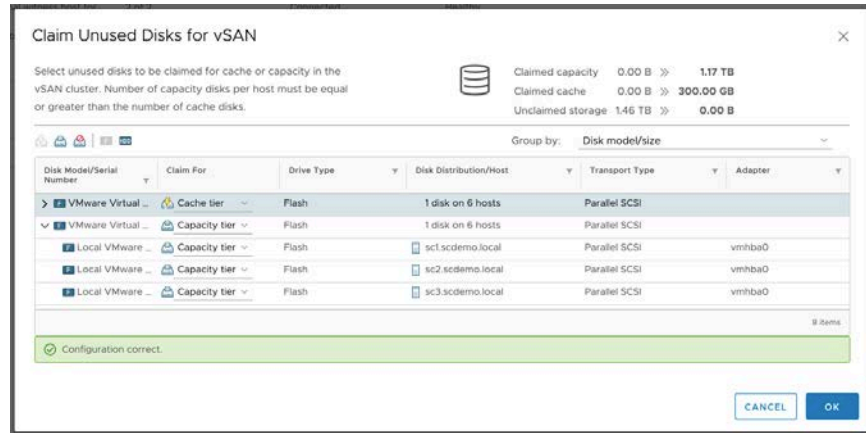 Claim Unused Disks for vSAN
Select unused disks to be claimed for cache or capacity in the
vSAN cluster. Number of capacity disks per host must be equal
or greater than the number of cache disks.
Claimed capacity 0.00 B » 1.17 TB
Claimed cache 0.00 B » 300.00 GB
Unclaimed storage 1.46 TB » 0.00 B
Group by: Disk model/size
Disk Model/Serial Number Claim For Drive Type Disk Distribution/Host Transport Type Adapter
VMware Virtual ... Cache tier Flash 1 disk on 6 hosts Parallel SCSI
VMware Virtual ... Capacity tier Flash 1 disk on 6 hosts Parallel SCSI
Local VMware ... Capacity tier Flash sc1.scdemo.local Parallel SCSI vmhba0
Local VMware ... Capacity tier Flash sc2.scdemo.local Parallel SCSI vmhba0
Local VMware ... Capacity tier Flash sc3.scdemo.local Parallel SCSI vmhba0
8 items
Configuration correct.
CANCEL OK